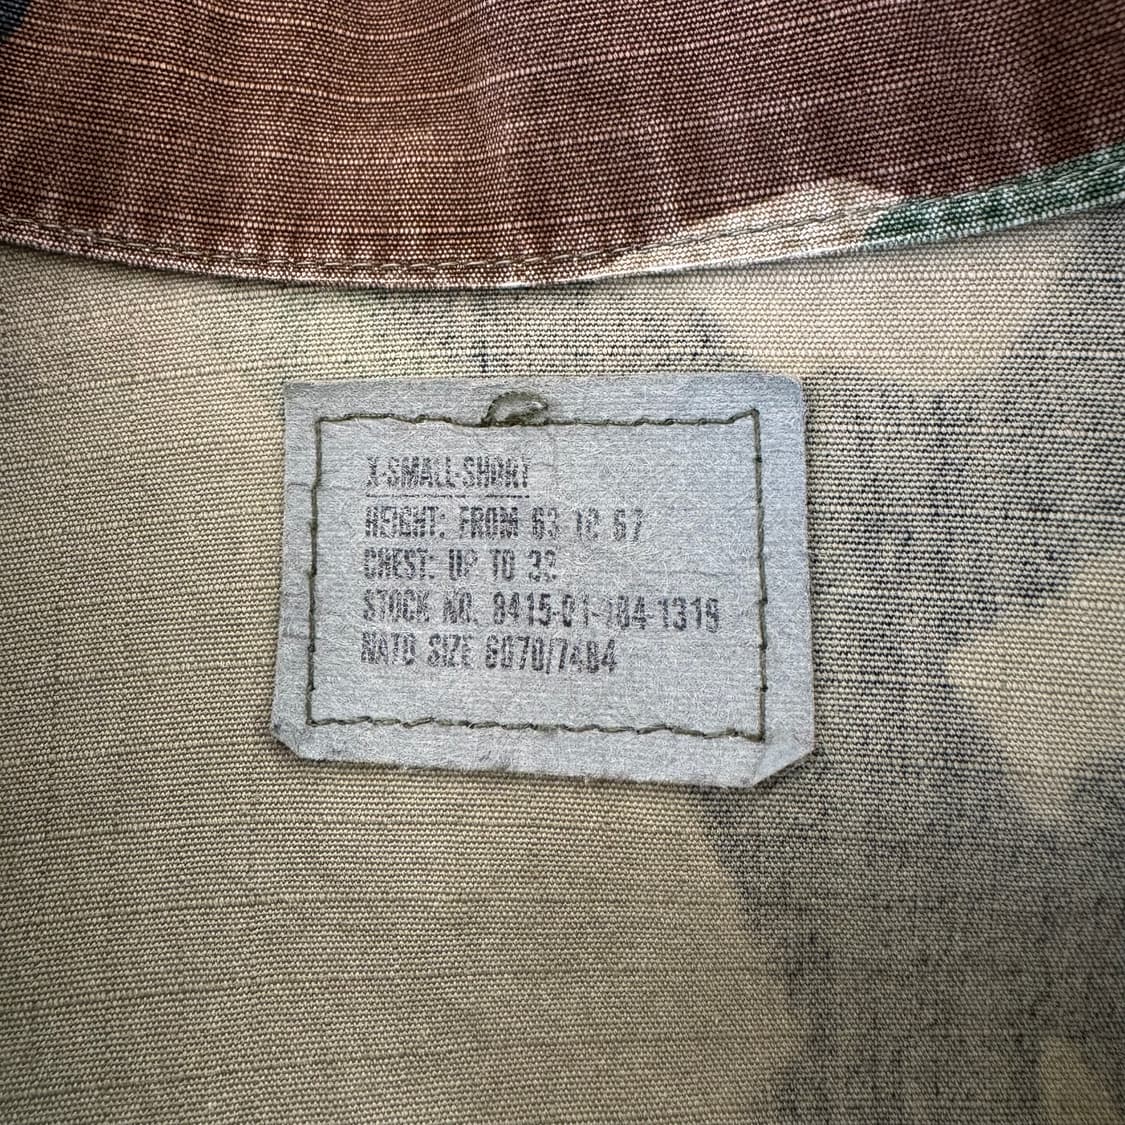 X-SMALL-SHORT
HEIGHT: FROM 63 TO 67
CHEST: UP TO 33
STOCK NO. 8415-01-184-1319
NATO SIZE 6070/7484